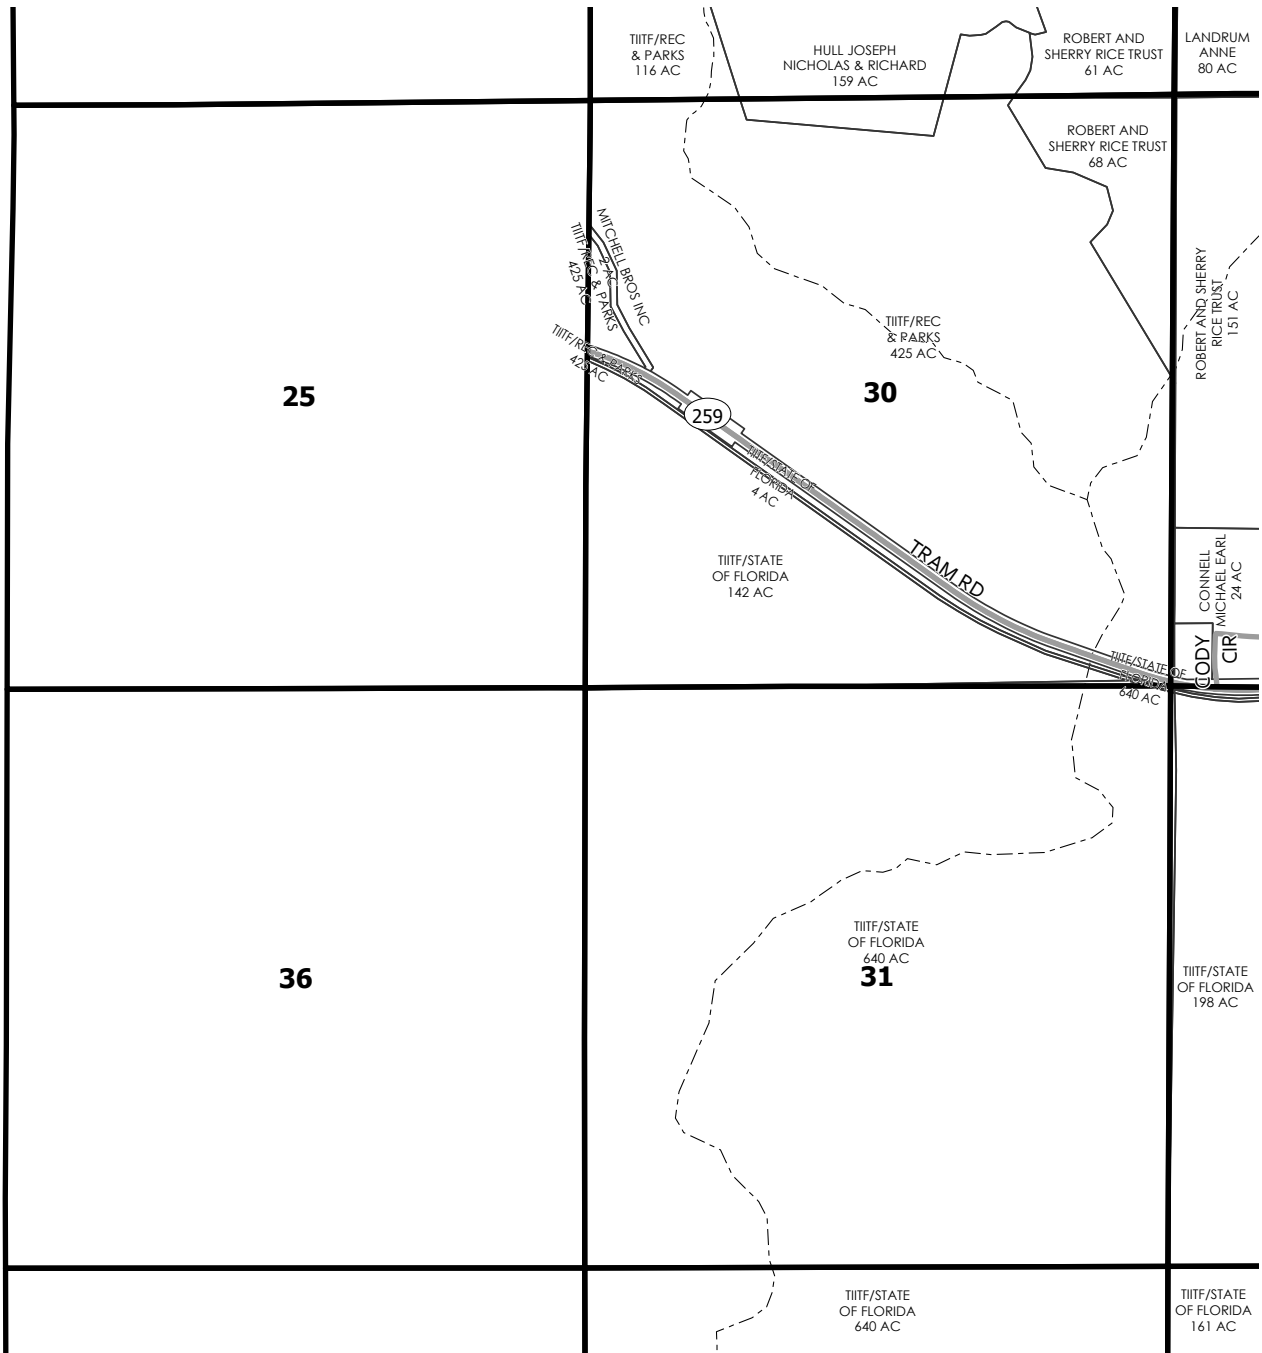 TIITF/REC
& PARKS
116 AC
HULL JOSEPH
NICHOLAS & RICHARD
159 AC
ROBERT AND
SHERRY RICE TRUST
61 AC
LANDRUM
ANNE
80 AC
ROBERT AND
SHERRY RICE TRUST
68 AC
MITCHELL BROS INC
2 AC
TIITF/REC & PARKS
425 AC
ROBERT AND SHERRY
RICE TRUST
151 AC
TIITF/REC
& PARKS
425 AC
TIITF/REC & PARKS
425 AC
25
30
259
TIITF/STATE OF
FLORIDA
4 AC
TRAM RD
TIITF/STATE
OF FLORIDA
142 AC
CONNELL
MICHAEL EARL
24 AC
CODY
CIR
TIITF/STATE OF
FLORIDA
640 AC
TIITF/STATE
OF FLORIDA
640 AC
36
31
TIITF/STATE
OF FLORIDA
198 AC
TIITF/STATE
OF FLORIDA
640 AC
TIITF/STATE
OF FLORIDA
161 AC